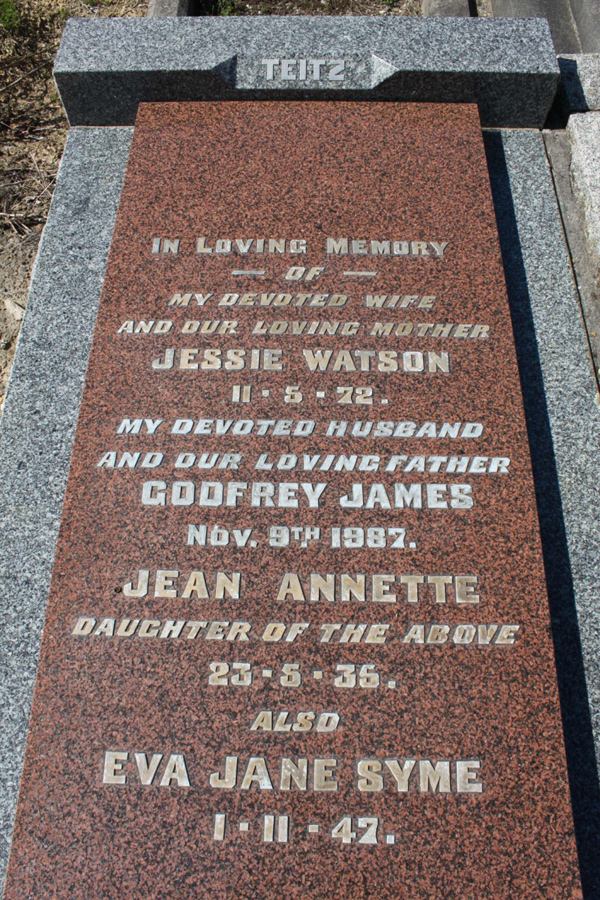 TEITZ
IN LOVING MEMORY
— OF —
MY DEVOTED WIFE
AND OUR LOVING MOTHER
JESSIE WATSON
11 · 5 · 72.
MY DEVOTED HUSBAND
AND OUR LOVING FATHER
GODFREY JAMES
NOV. 9TH 1987.
JEAN ANNETTE
DAUGHTER OF THE ABOVE
23 · 5 · 35.
ALSO
EVA JANE SYME
1 · 11 · 47.